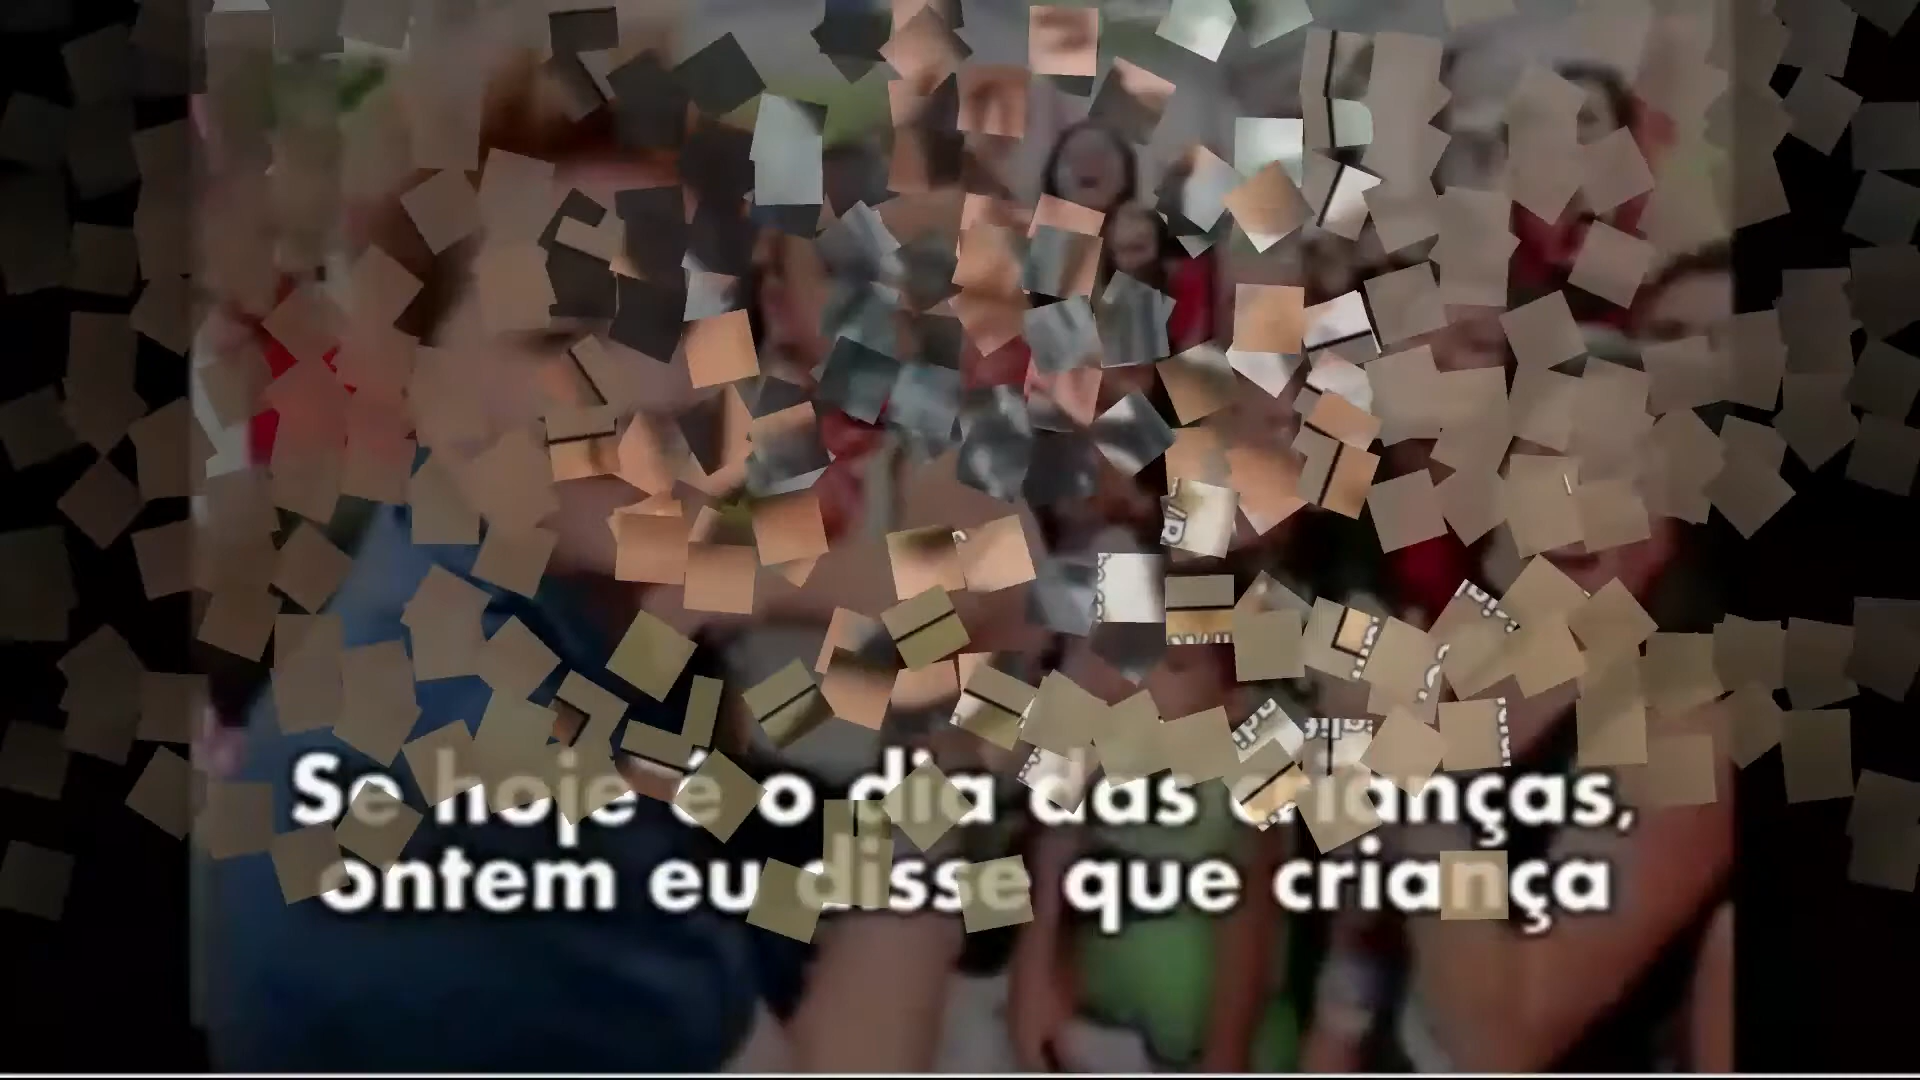 Se hoje é o dia das crianças,
ontem eu disse que criança